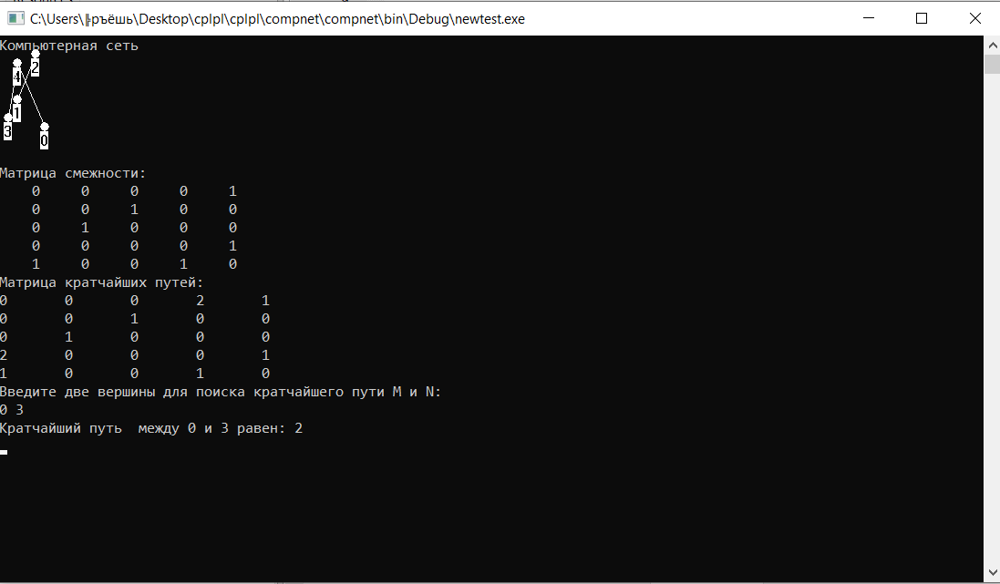 C:\Users\╠ръёшь\Desktop\cplpl\cplpl\compnet\compnet\bin\Debug\newtest.exe
Компьютерная сеть
2
4
1
3
0
Матрица смежности:
0 0 0 0 1
0 0 1 0 0
0 1 0 0 0
0 0 0 0 1
1 0 0 1 0
Матрица кратчайших путей:
0 0 0 2 1
0 0 1 0 0
0 1 0 0 0
2 0 0 0 1
1 0 0 1 0
Введите две вершины для поиска кратчайшего пути M и N:
0 3
Кратчайший путь  между 0 и 3 равен: 2